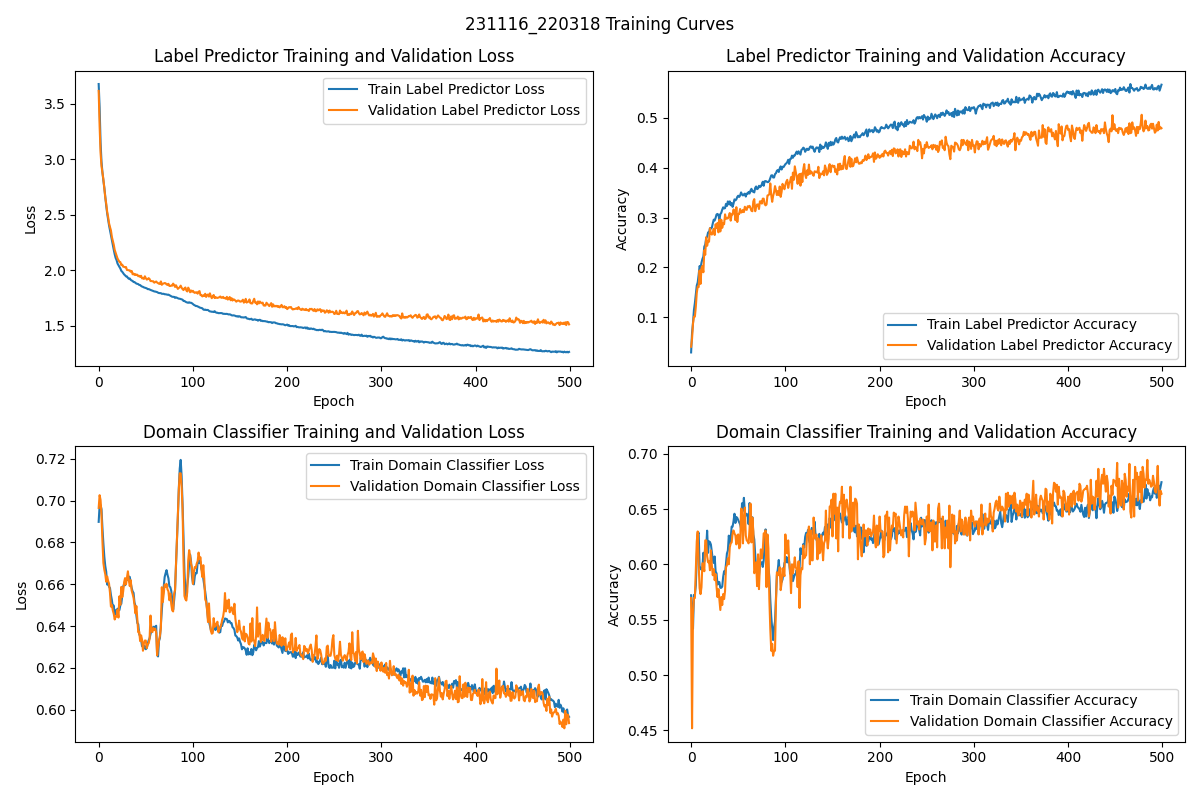 231116_220318 Training Curves
Label Predictor Training and Validation Loss
Train Label Predictor Loss
Validation Label Predictor Loss
3.5
3.0
2.5
2.0
1.5
Loss
0 100 200 300 400 500
Epoch
Label Predictor Training and Validation Accuracy
0.5
0.4
0.3
0.2
0.1
Accuracy
Train Label Predictor Accuracy
Validation Label Predictor Accuracy
0 100 200 300 400 500
Epoch
Domain Classifier Training and Validation Loss
Train Domain Classifier Loss
Validation Domain Classifier Loss
0.72
0.70
0.68
0.66
0.64
0.62
0.60
Loss
0 100 200 300 400 500
Epoch
Domain Classifier Training and Validation Accuracy
0.70
0.65
0.60
0.55
0.50
0.45
Accuracy
Train Domain Classifier Accuracy
Validation Domain Classifier Accuracy
0 100 200 300 400 500
Epoch